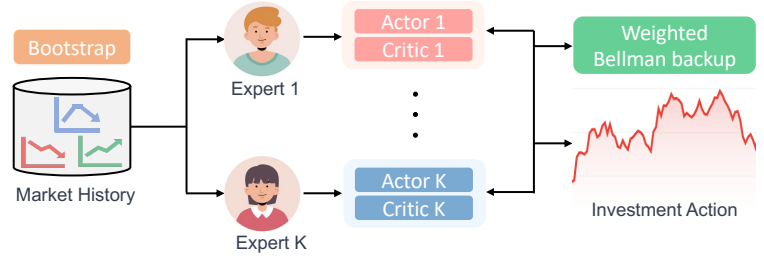 Bootstrap
Market History
Expert 1
Expert K
Actor 1
Critic 1
Actor K
Critic K
Weighted
Bellman backup
Investment Action